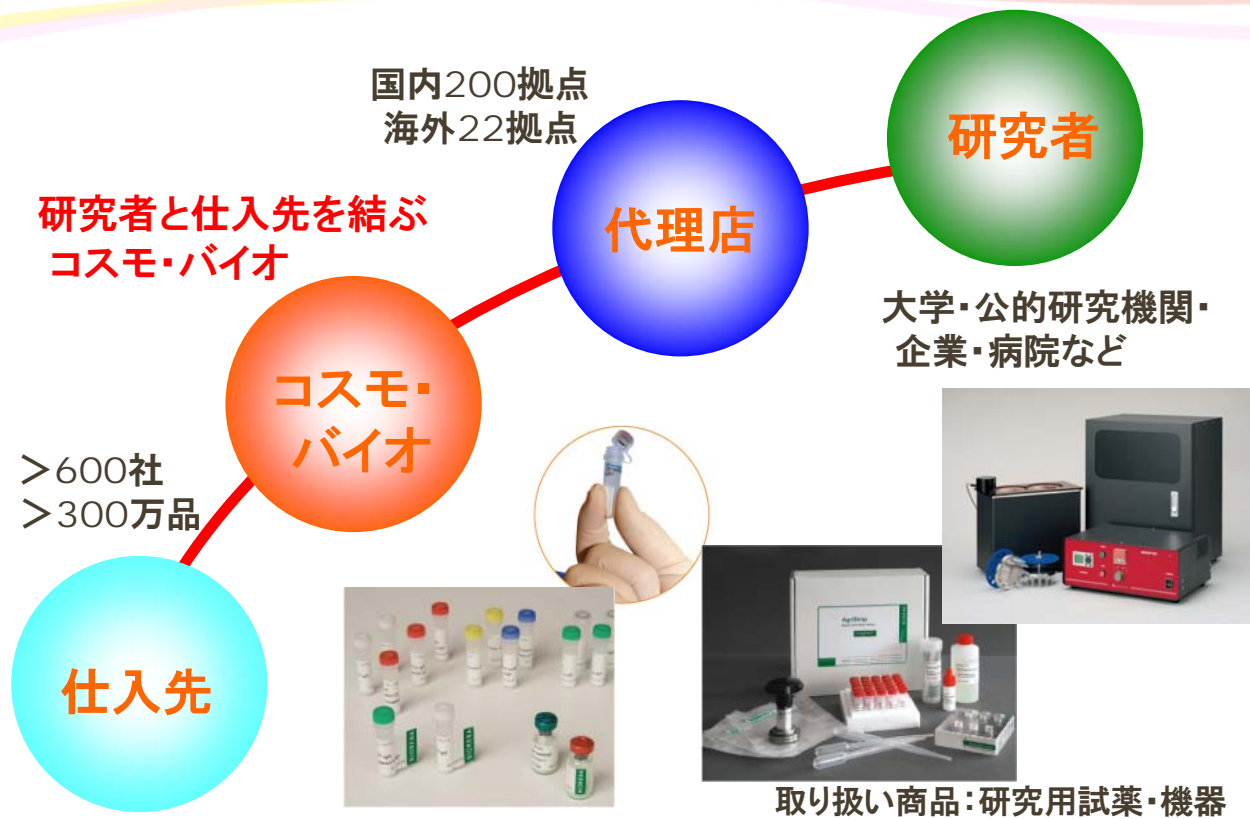 国内200拠点
海外22拠点
研究者
代理店
研究者と仕入先を結ぶ
コスモ・バイオ
大学・公的研究機関・
企業・病院など
コスモ・
バイオ
＞600社
＞300万品
仕入先
AgriStrip
BIOREBA
BIOREBA
取り扱い商品：研究用試薬・機器